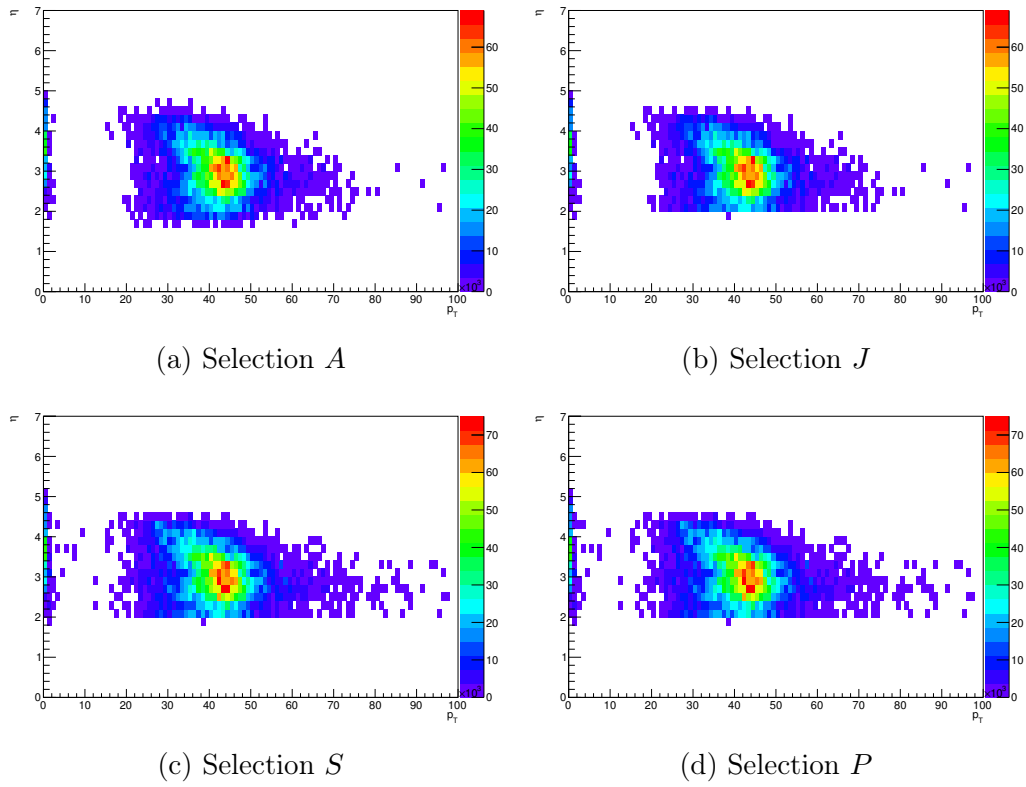 η 7 6 5 4 3 2 1 0
0 10 20 30 40 50 60 70 80 90 100
p_T
60 50 40 30 20 10 0
×10³
(a) Selection A
η 7 6 5 4 3 2 1 0
0 10 20 30 40 50 60 70 80 90 100
p_T
60 50 40 30 20 10 0
×10³
(b) Selection J
η 7 6 5 4 3 2 1 0
0 10 20 30 40 50 60 70 80 90 100
p_T
70 60 50 40 30 20 10 0
×10³
(c) Selection S
η 7 6 5 4 3 2 1 0
0 10 20 30 40 50 60 70 80 90 100
p_T
70 60 50 40 30 20 10 0
×10³
(d) Selection P